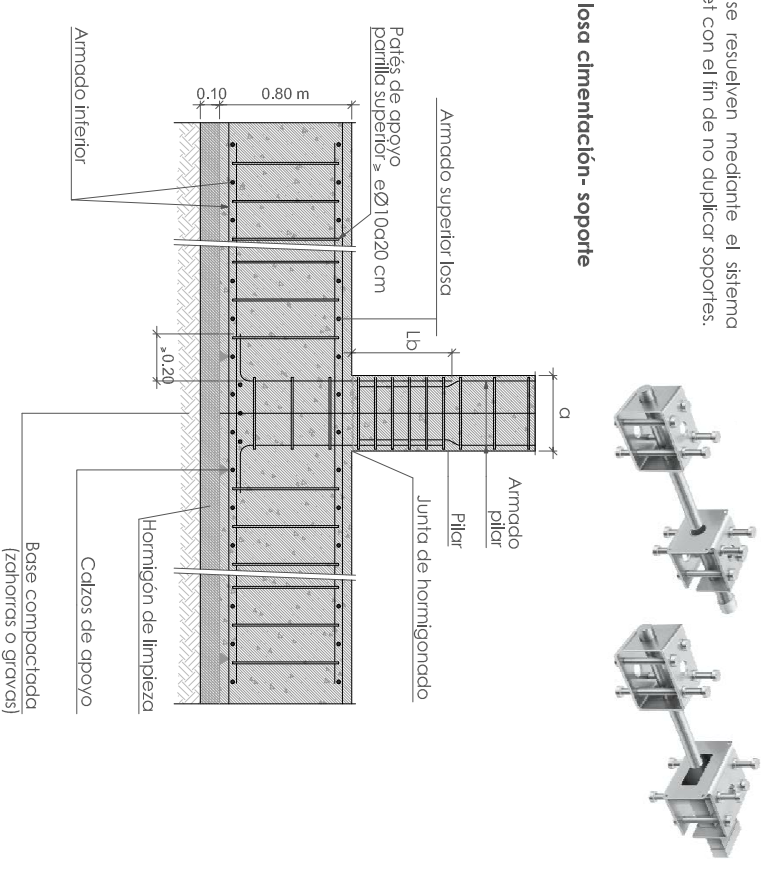 se resuelven mediante el sistema
et con el fin de no duplicar soportes.
losa cimentación- soporte
Patés de apoyo
parrilla superior ≥ eØ10a20 cm
Armado superior losa
Armado inferior
0.10
0.80 m
Lb
a
≥0.20
Armado
pilar
Pilar
Junta de hormigonado
Hormigón de limpieza
Calzos de apoyo
Base compactada
(zahorras o gravas)